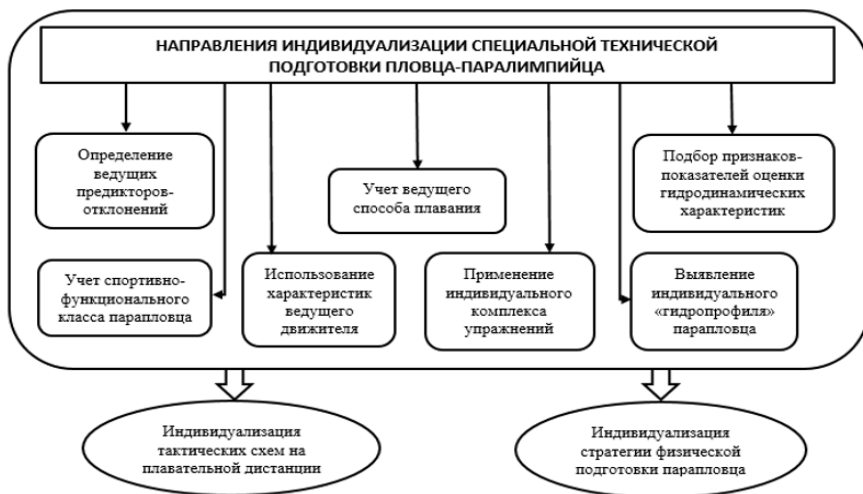 НАПРАВЛЕНИЯ ИНДИВИДУАЛИЗАЦИИ СПЕЦИАЛЬНОЙ ТЕХНИЧЕСКОЙ
ПОДГОТОВКИ ПЛОВЦА-ПАРАЛИМПИЙЦА
Определение
ведущих
предикторов-
отклонений
Учет ведущего
способа плавания
Подбор признаков-
показателей оценки
гидродинамических
характеристик
Учет спортивно-
функционального
класса парапловца
Использование
характеристик
ведущего
движителя
Применение
индивидуального
комплекса
упражнений
Выявление
индивидуального
«гидропрофиля»
парапловца
Индивидуализация
тактических схем на
плавательной дистанции
Индивидуализация
стратегии физической
подготовки парапловца